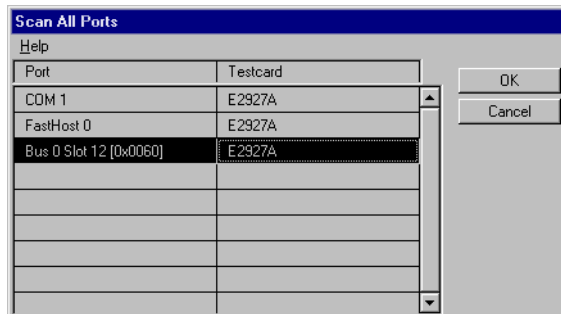 Scan All Ports
Help
Port Testcard
OK
COM 1 E2927A
Cancel
FastHost 0 E2927A
Bus 0 Slot 12 [0x0060] E2927A